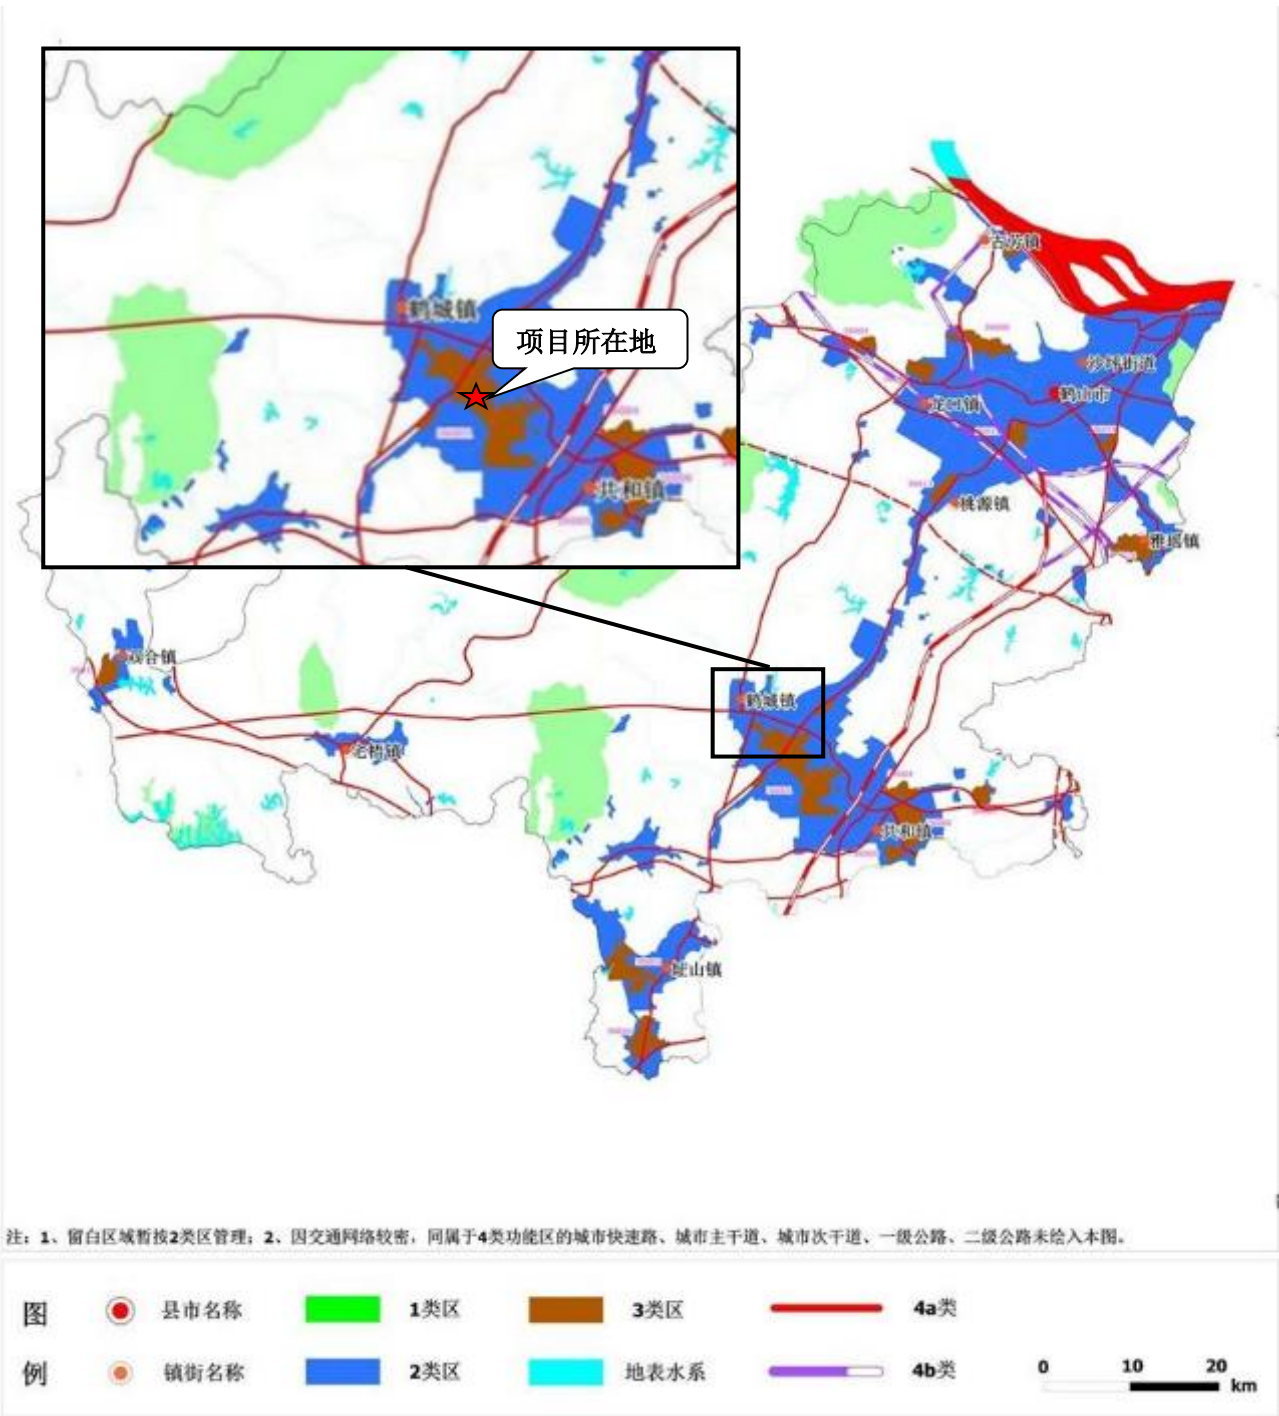 鹤城镇
项目所在地
共和镇
古劳镇
沙坪街道
鹤山市
龙口镇
桃源镇
雅瑶镇
双合镇
鹤城镇
宅梧镇
共和镇
址山镇
注：1、留白区域暂按2类区管理；2、因交通网络较密，同属于4类功能区的城市快速路、城市主干道、城市次干道、一级公路、二级公路未绘入本图。
图 县市名称 1类区 3类区 4a类
例 镇街名称 2类区 地表水系 4b类 0 10 20 km